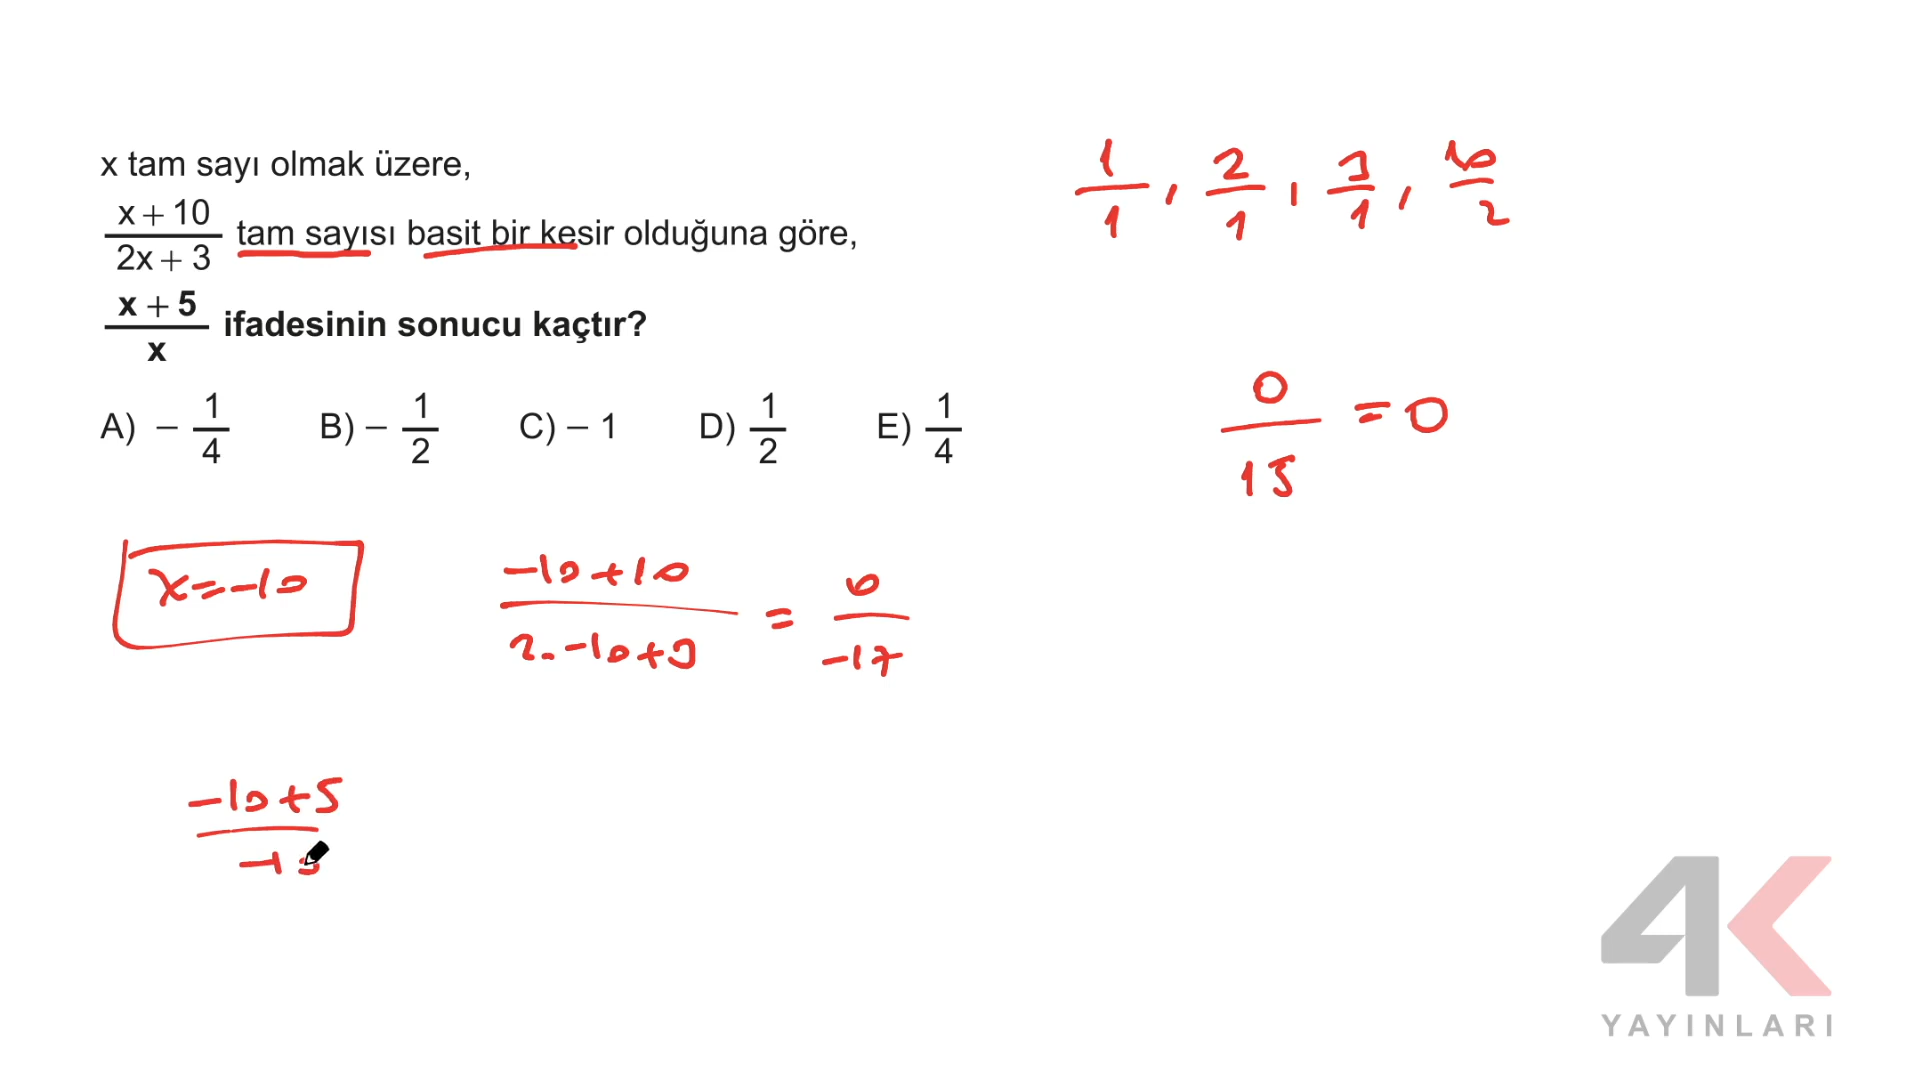 x tam sayı olmak üzere,
x + 10 / 2x + 3 tam sayısı basit bir kesir olduğuna göre,
x + 5 / x ifadesinin sonucu kaçtır?
A) – 1/4 B) – 1/2 C) – 1 D) 1/2 E) 1/4
1/1 , 2/1 , 3/1 , 10/2
0/15 = 0
x=-10
-10+10 / 2.-10+3 = 0/-17
-10+5
4K
YAYINLARI